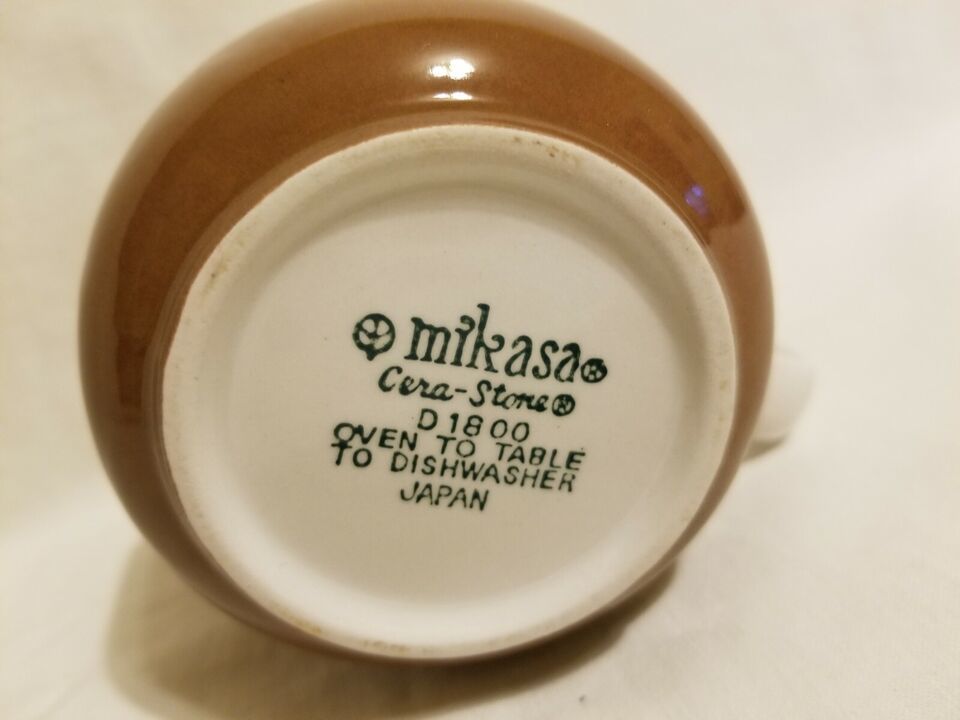 mikasa®
Cera-Stone®
D1800
OVEN TO TABLE
TO DISHWASHER
JAPAN